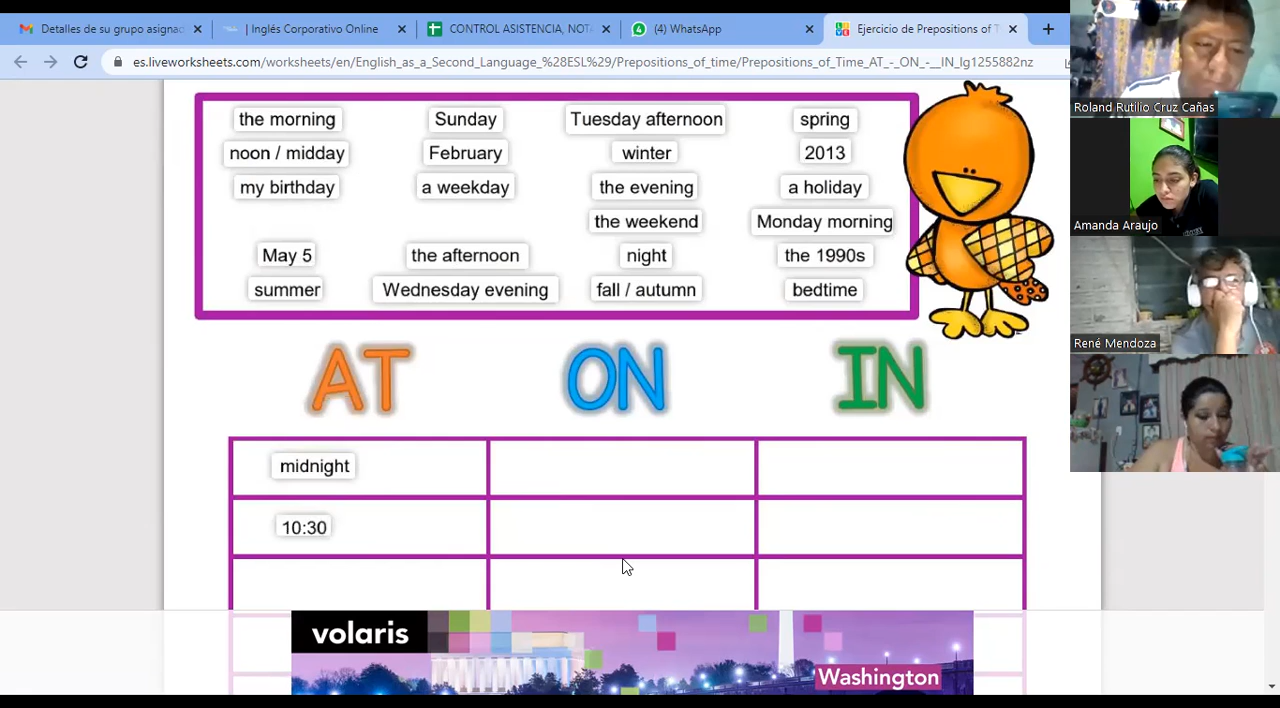 Detalles de su grupo asignad
Inglés Corporativo Online
CONTROL ASISTENCIA, NOT
(4) WhatsApp
Ejercicio de Prepositions of T
es.liveworksheets.com/worksheets/en/English_as_a_Second_Language_%28ESL%29/Prepositions_of_time/Prepositions_of_Time_AT_-_ON_-__IN_lg1255882nz
the morning Sunday Tuesday afternoon spring
noon / midday February winter 2013
my birthday a weekday the evening a holiday
the weekend Monday morning
May 5 the afternoon night the 1990s
summer Wednesday evening fall / autumn bedtime
AT ON IN
midnight
10:30
volaris
Washington
Roland Rutilio Cruz Cañas
Amanda Araujo
René Mendoza